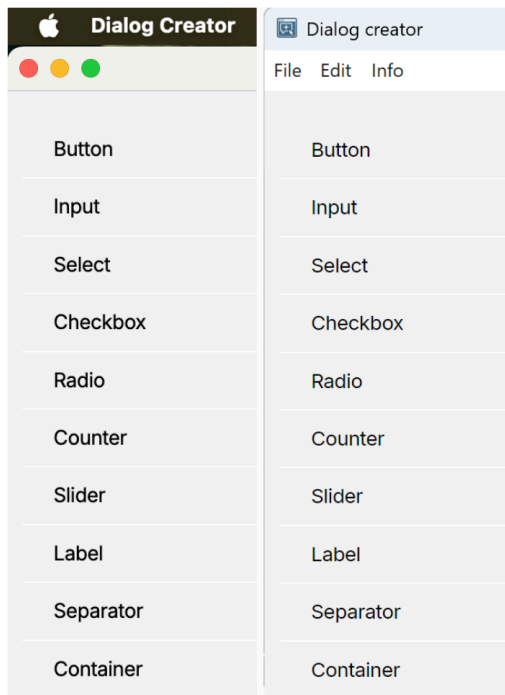 Dialog Creator
Button
Input
Select
Checkbox
Radio
Counter
Slider
Label
Separator
Container
Dialog creator
File Edit Info
Button
Input
Select
Checkbox
Radio
Counter
Slider
Label
Separator
Container